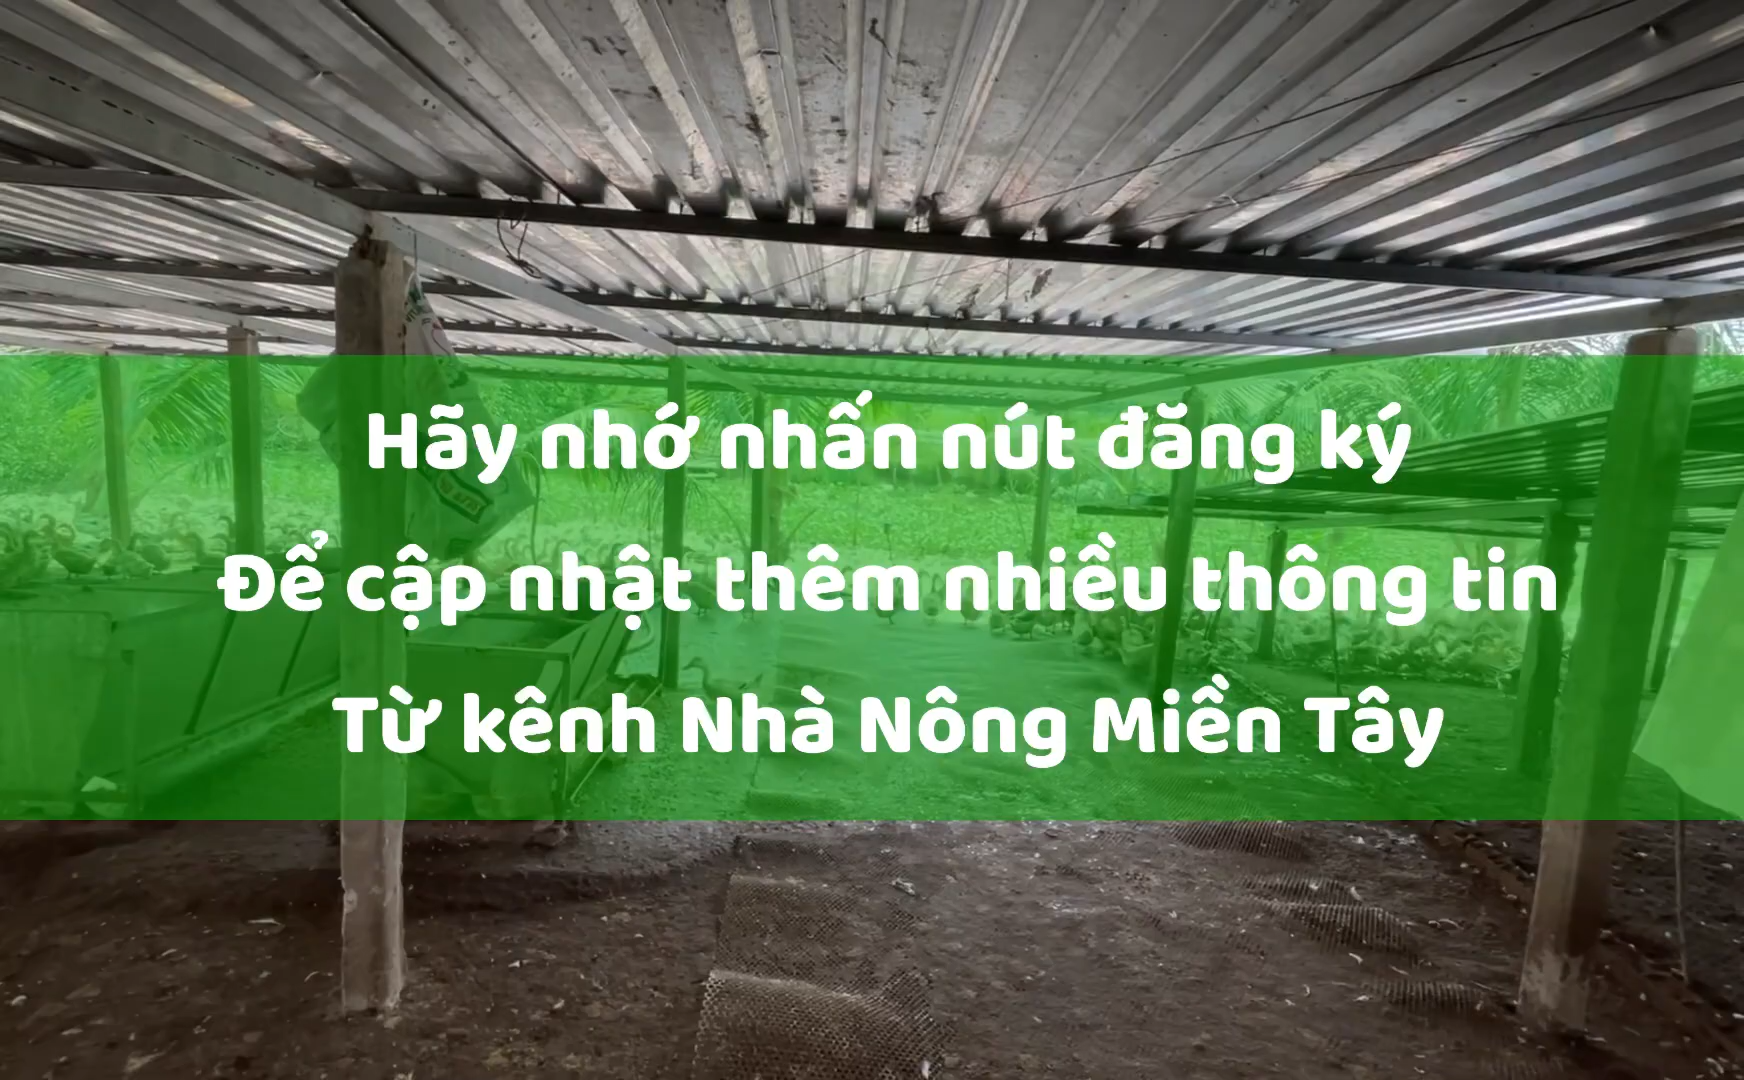 Hãy nhớ nhấn nút đăng ký
Để cập nhật thêm nhiều thông tin
Từ kênh Nhà Nông Miền Tây